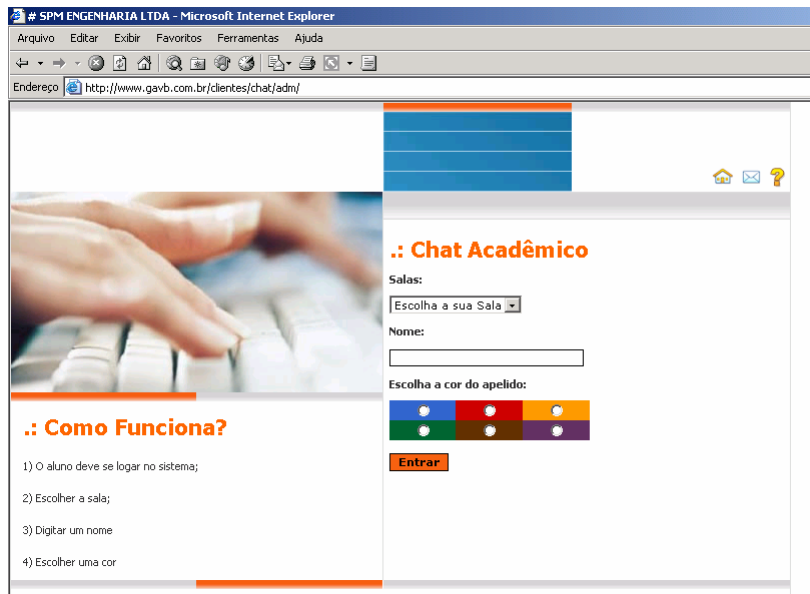 # SPM ENGENHARIA LTDA - Microsoft Internet Explorer
Arquivo Editar Exibir Favoritos Ferramentas Ajuda
Endereço http://www.gavb.com.br/clientes/chat/adm/
.: Chat Acadêmico
Salas:
Escolha a sua Sala
Nome:
Escolha a cor do apelido:
Entrar
.: Como Funciona?
1) O aluno deve se logar no sistema;
2) Escolher a sala;
3) Digitar um nome
4) Escolher uma cor